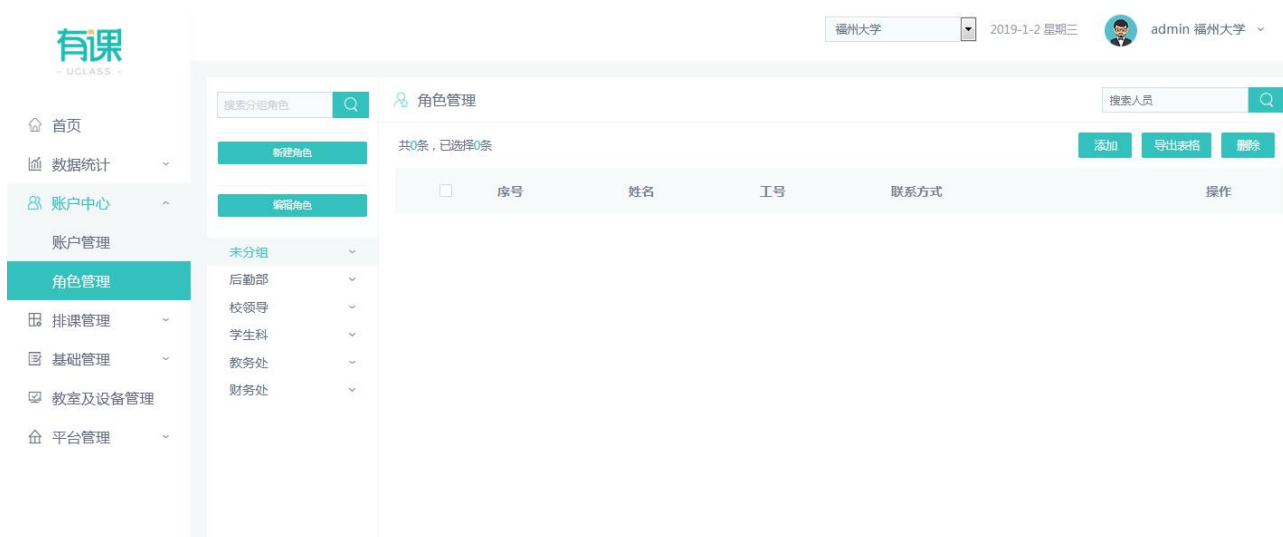 有课
- UCLASS -
福州大学
2019-1-2 星期三
admin 福州大学
首页
数据统计
账户中心
账户管理
角色管理
排课管理
基础管理
教室及设备管理
平台管理
搜索分组角色
新建角色
编辑角色
未分组
后勤部
校领导
学生科
教务处
财务处
角色管理
搜索人员
共0条，已选择0条
添加 导出表格 删除
序号 姓名 工号 联系方式 操作